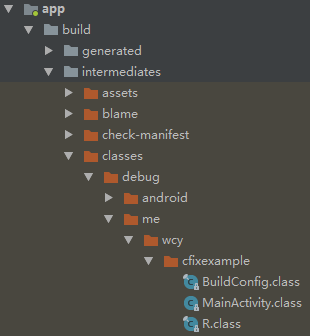 app
build
generated
intermediates
assets
blame
check-manifest
classes
debug
android
me
wcy
cfixexample
BuildConfig.class
MainActivity.class
R.class